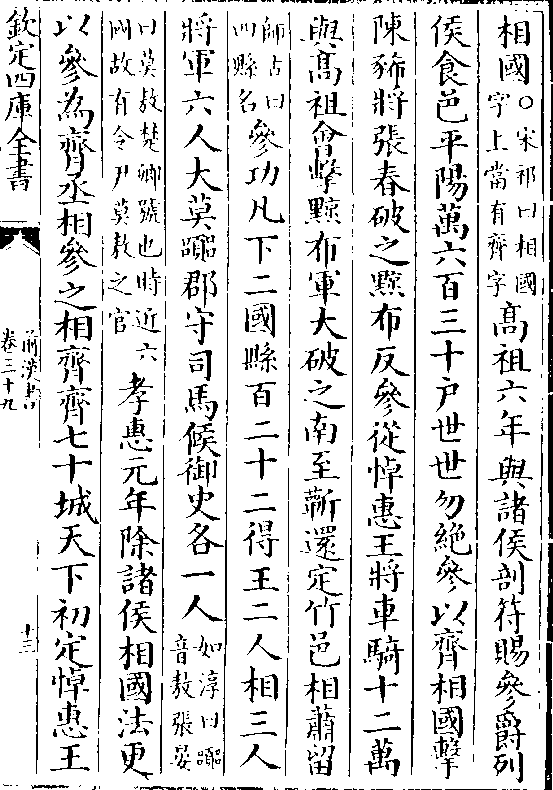 相國○宋祁曰相國字上當有齊字髙祖六年與諸侯剖符賜參爵列
侯食邑平陽萬六百三十户世世勿絶參以齊相國擊
陳豨將張春破之黥布反參從悼惠王將車騎十二萬
與髙祖會擊黥布軍大破之南至蘄還定竹邑相蕭留
師古曰四縣名參功凡下二國縣百二十二得王二人相三人
將軍六人大莫嚻郡守司馬候御史各一人如淳曰嚻音敖張晏
曰莫敖楚卿號也時近六國故有令尹莫敖之官孝惠元年除諸侯相國法更
以參為齊丞相參之相齊齊七十城天下初定悼惠王
欽定四庫全書
前漢書
卷三十九
十三